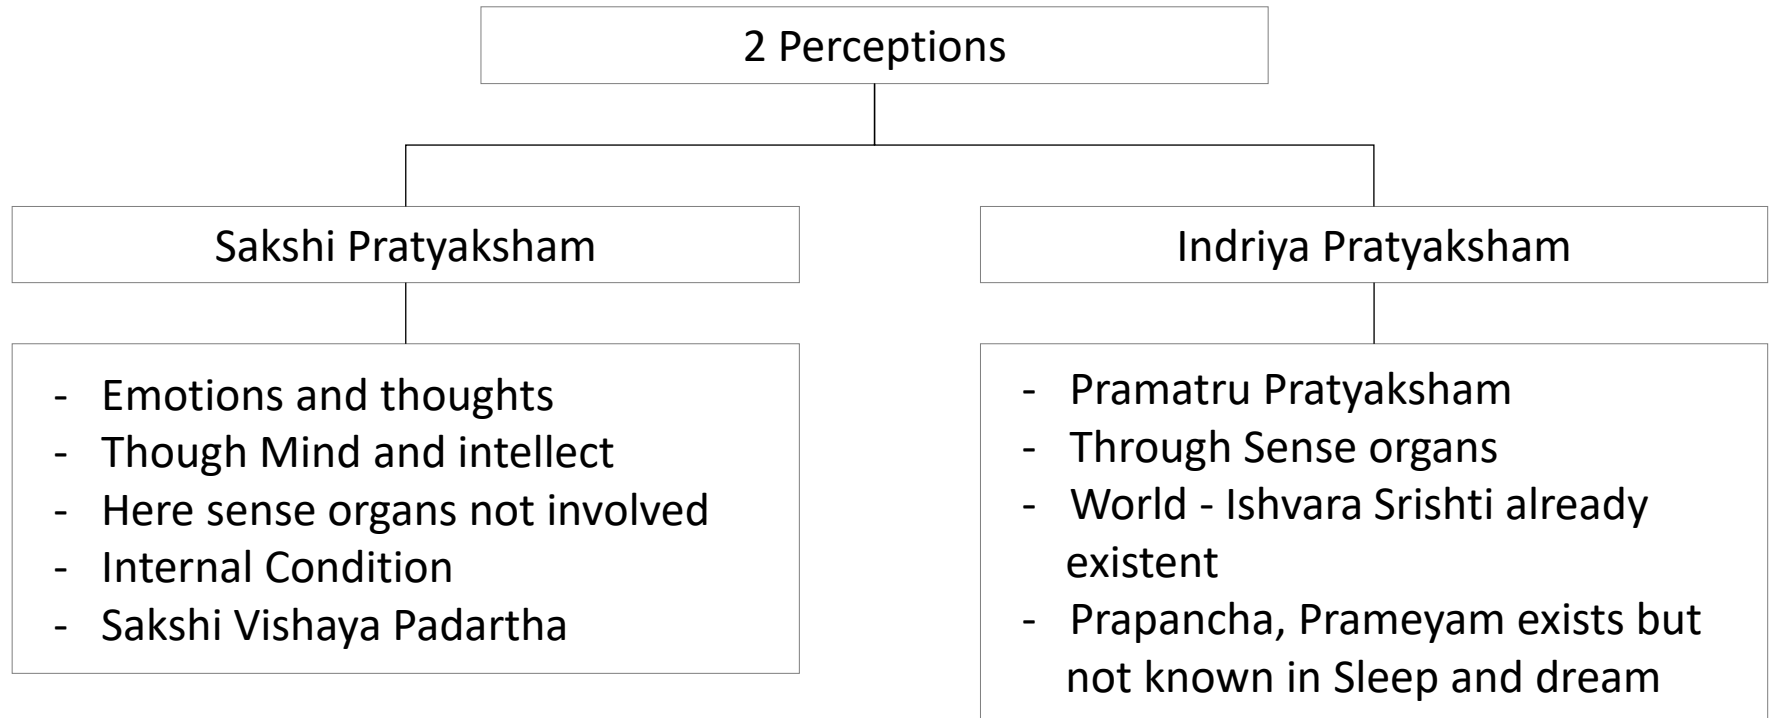 2 Perceptions
Sakshi Pratyaksham
- Emotions and thoughts
- Though Mind and intellect
- Here sense organs not involved
- Internal Condition
- Sakshi Vishaya Padartha
Indriya Pratyaksham
- Pramatru Pratyaksham
- Through Sense organs
- World - Ishvara Srishti already
existent
- Prapancha, Prameyam exists but
not known in Sleep and dream